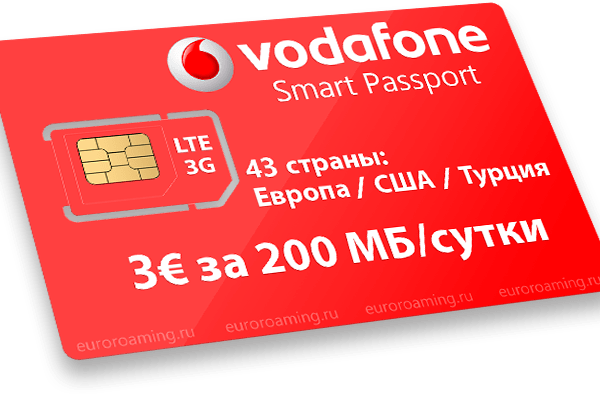 vodafone
Smart Passport
LTE
3G
43 страны:
Европа / США / Турция
3€ за 200 МБ/сутки
euroroaming.ru
euroroaming.ru
euroroaming.ru
euroroaming.ru